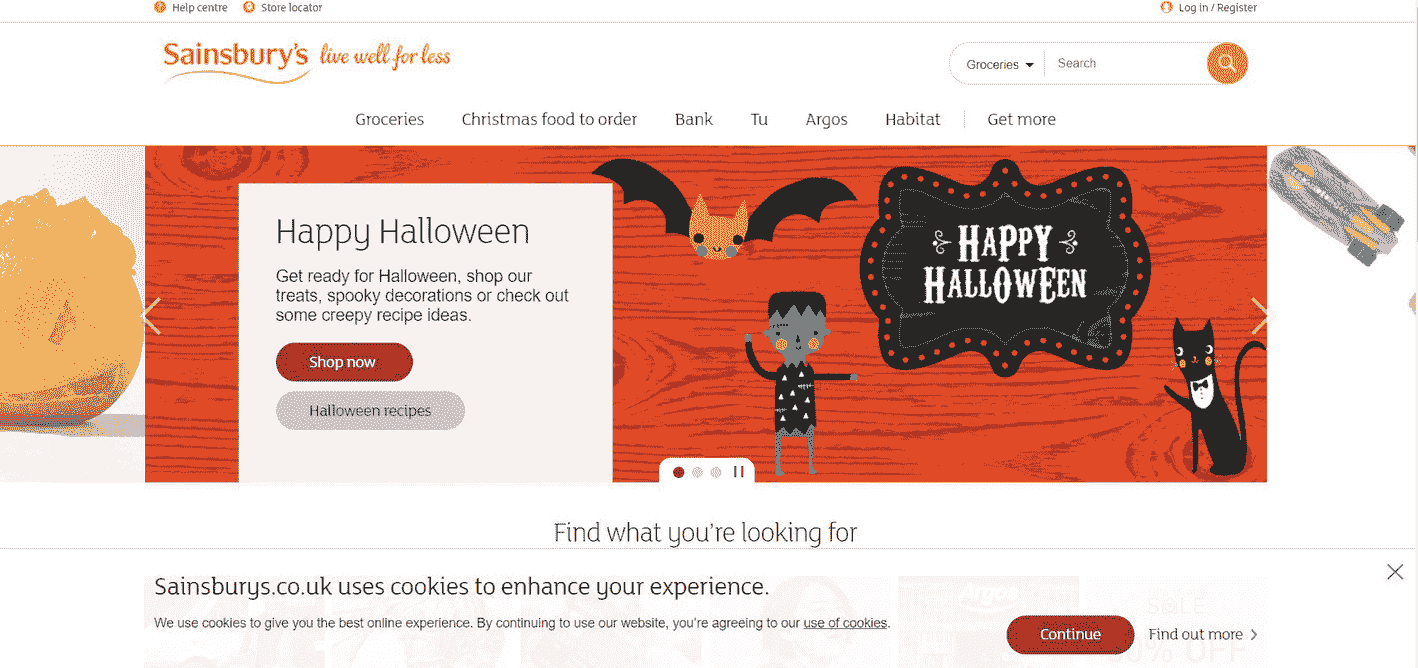 Help centre Store locator Log in / Register
Sainsbury's live well for less
Groceries Search
Groceries Christmas food to order Bank Tu Argos Habitat Get more
Happy Halloween
Get ready for Halloween, shop our
treats, spooky decorations or check out
some creepy recipe ideas.
Shop now
Halloween recipes
HAPPY
HALLOWEEN
Find what you're looking for
Sainsburys.co.uk uses cookies to enhance your experience.
We use cookies to give you the best online experience. By continuing to use our website, you're agreeing to our use of cookies.
Continue Find out more
Argos
SALE
50% OFF